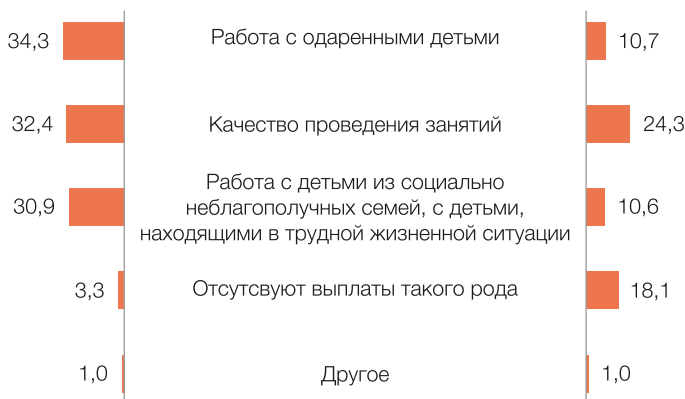 34,3 Работа с одаренными детьми 10,7
32,4 Качество проведения занятий 24,3
Работа с детьми из социально
30,9 неблагополучных семей, с детьми, 10,6
находящими в трудной жизненной ситуации
3,3 Отсутсвуют выплаты такого рода 18,1
1,0 Другое 1,0